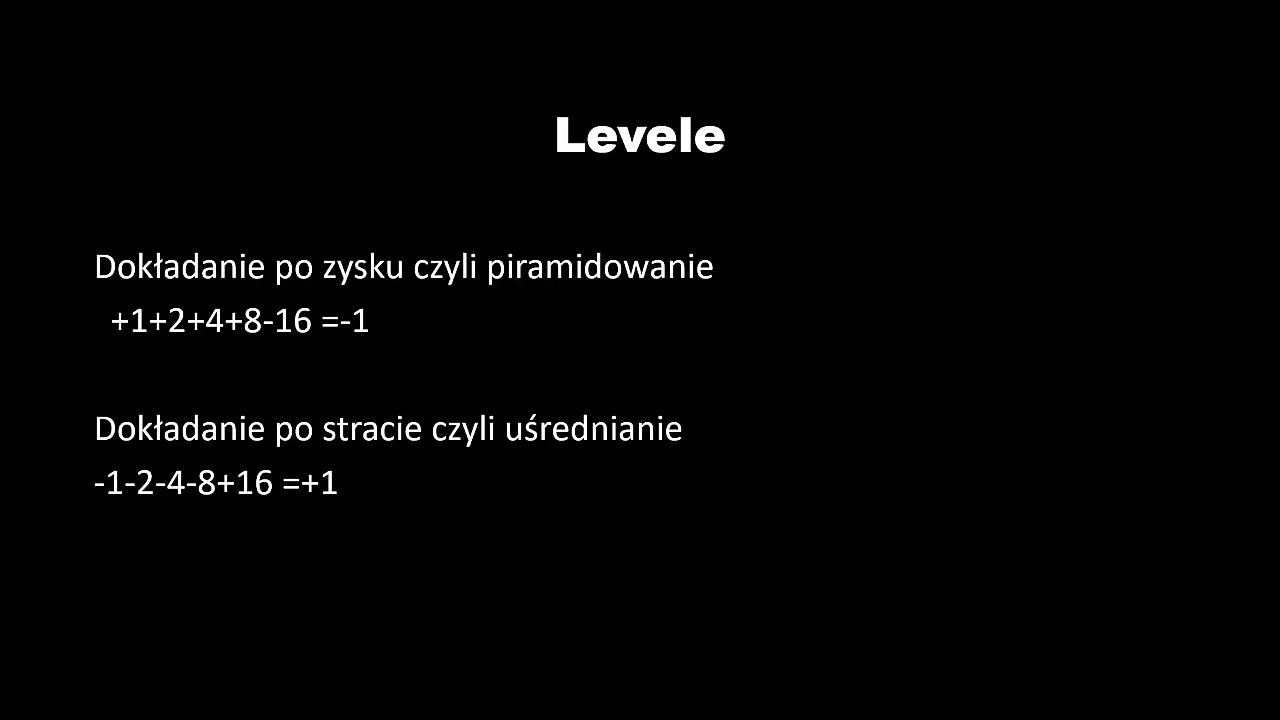 Levele
Dokładanie po zysku czyli piramidowanie
+1+2+4+8-16 =-1
Dokładanie po stracie czyli uśrednianie
-1-2-4-8+16 =+1